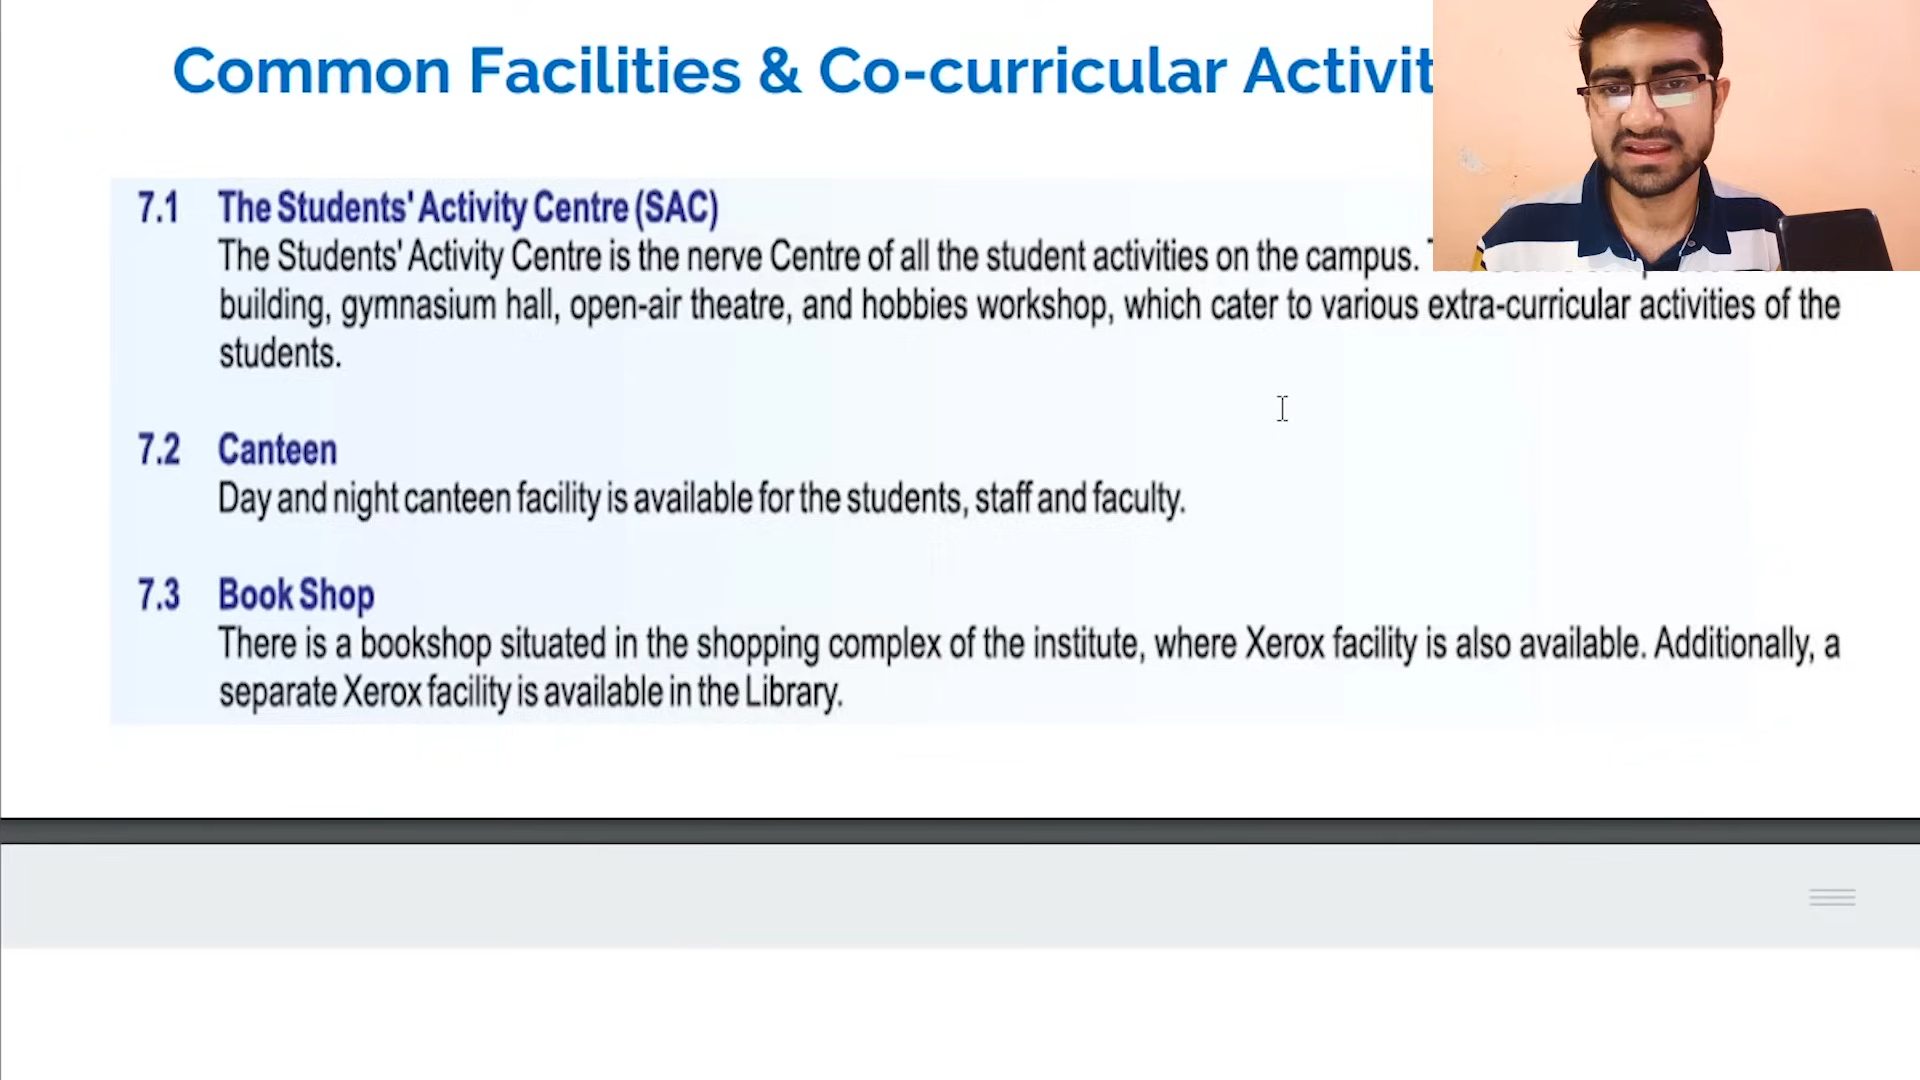 Common Facilities & Co-curricular Activit
7.1 The Students' Activity Centre (SAC)
The Students' Activity Centre is the nerve Centre of all the student activities on the campus.
building, gymnasium hall, open-air theatre, and hobbies workshop, which cater to various extra-curricular activities of the
students.
7.2 Canteen
Day and night canteen facility is available for the students, staff and faculty.
7.3 Book Shop
There is a bookshop situated in the shopping complex of the institute, where Xerox facility is also available. Additionally, a
separate Xerox facility is available in the Library.